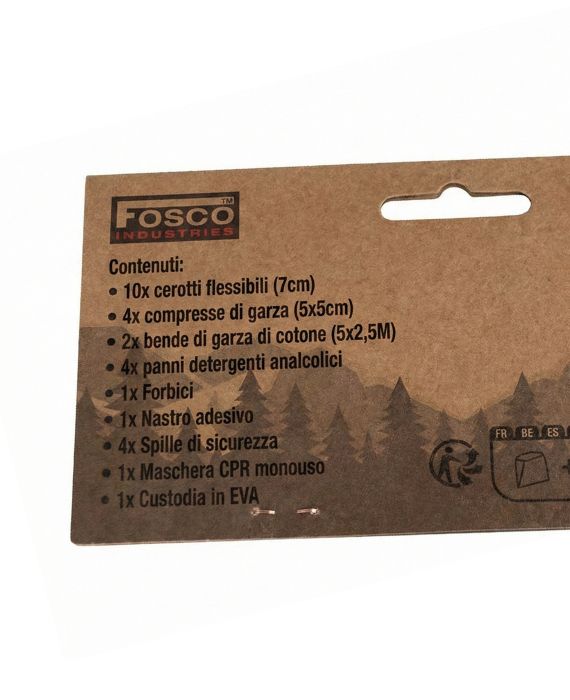 FOSCO TM
INDUSTRIES
Contenuti:
• 10x cerotti flessibili (7cm)
• 4x compresse di garza (5x5cm)
• 2x bende di garza di cotone (5x2,5M)
• 4x panni detergenti analcolici
• 1x Forbici
• 1x Nastro adesivo
• 4x Spille di sicurezza
• 1x Maschera CPR monouso
• 1x Custodia in EVA
FR BE ES
+